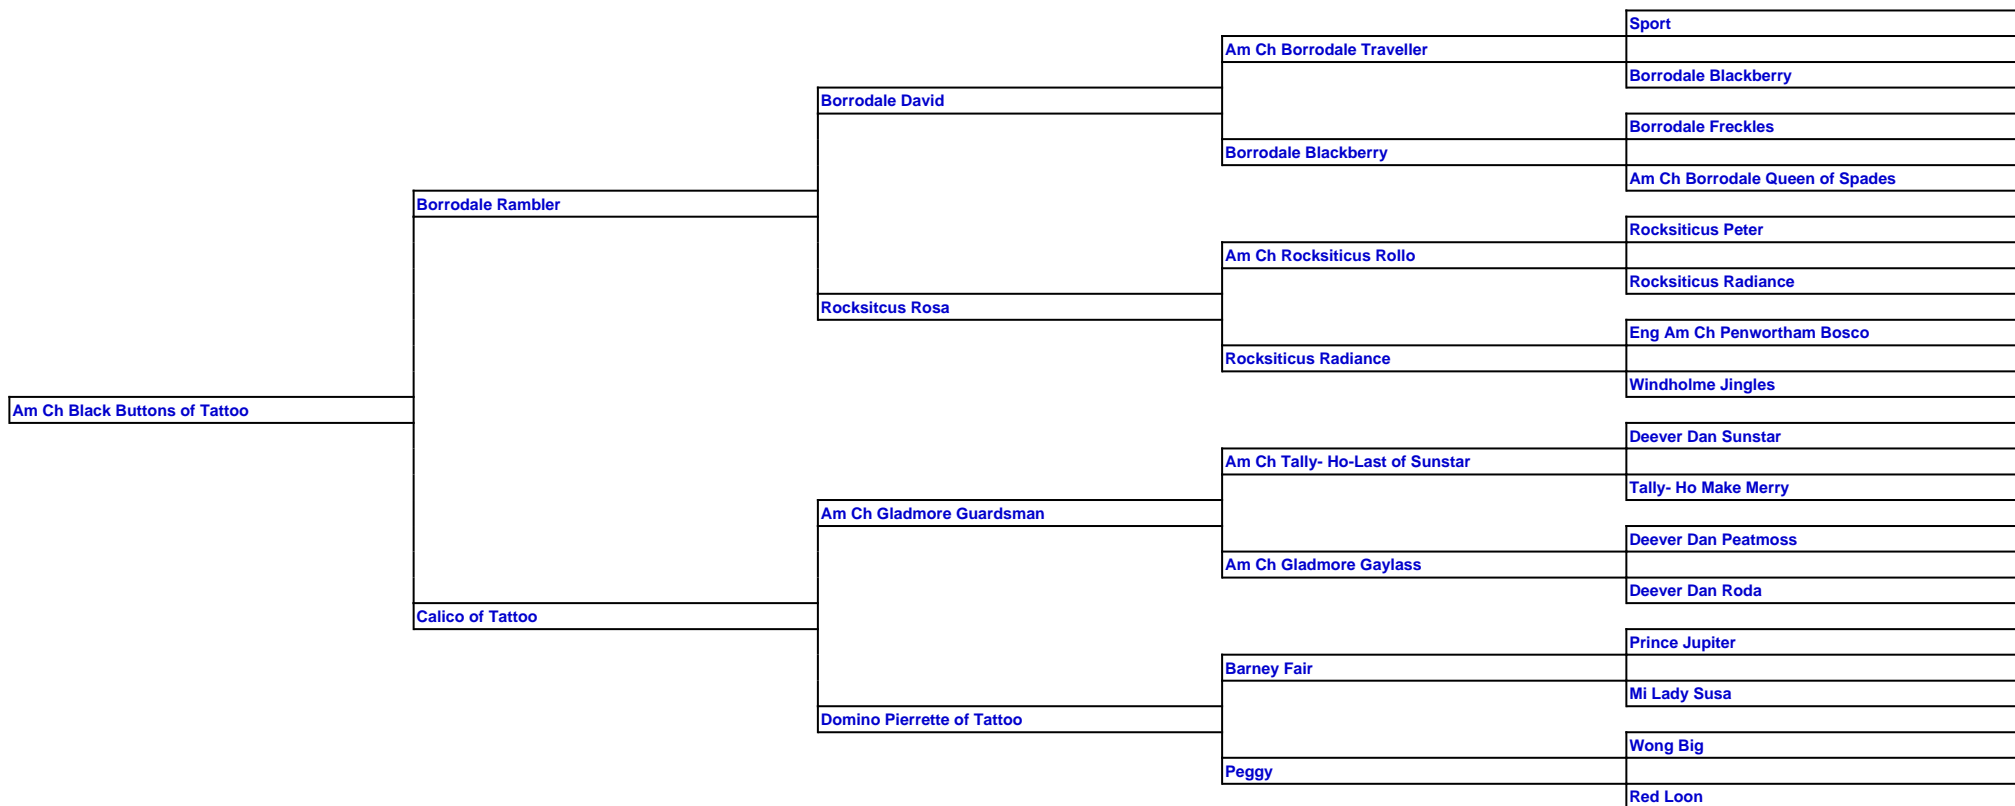 Sport
Am Ch Borrodale Traveller
Borrodale Blackberry
Borrodale David
Borrodale Freckles
Borrodale Blackberry
Am Ch Borrodale Queen of Spades
Borrodale Rambler
Rocksiticus Peter
Am Ch Rocksiticus Rollo
Rocksiticus Radiance
Rocksitcus Rosa
Eng Am Ch Penwortham Bosco
Rocksiticus Radiance
Windholme Jingles
Am Ch Black Buttons of Tattoo
Deever Dan Sunstar
Am Ch Tally- Ho-Last of Sunstar
Tally- Ho Make Merry
Am Ch Gladmore Guardsman
Deever Dan Peatmoss
Am Ch Gladmore Gaylass
Deever Dan Roda
Calico of Tattoo
Prince Jupiter
Barney Fair
Mi Lady Susa
Domino Pierrette of Tattoo
Wong Big
Peggy
Red Loon